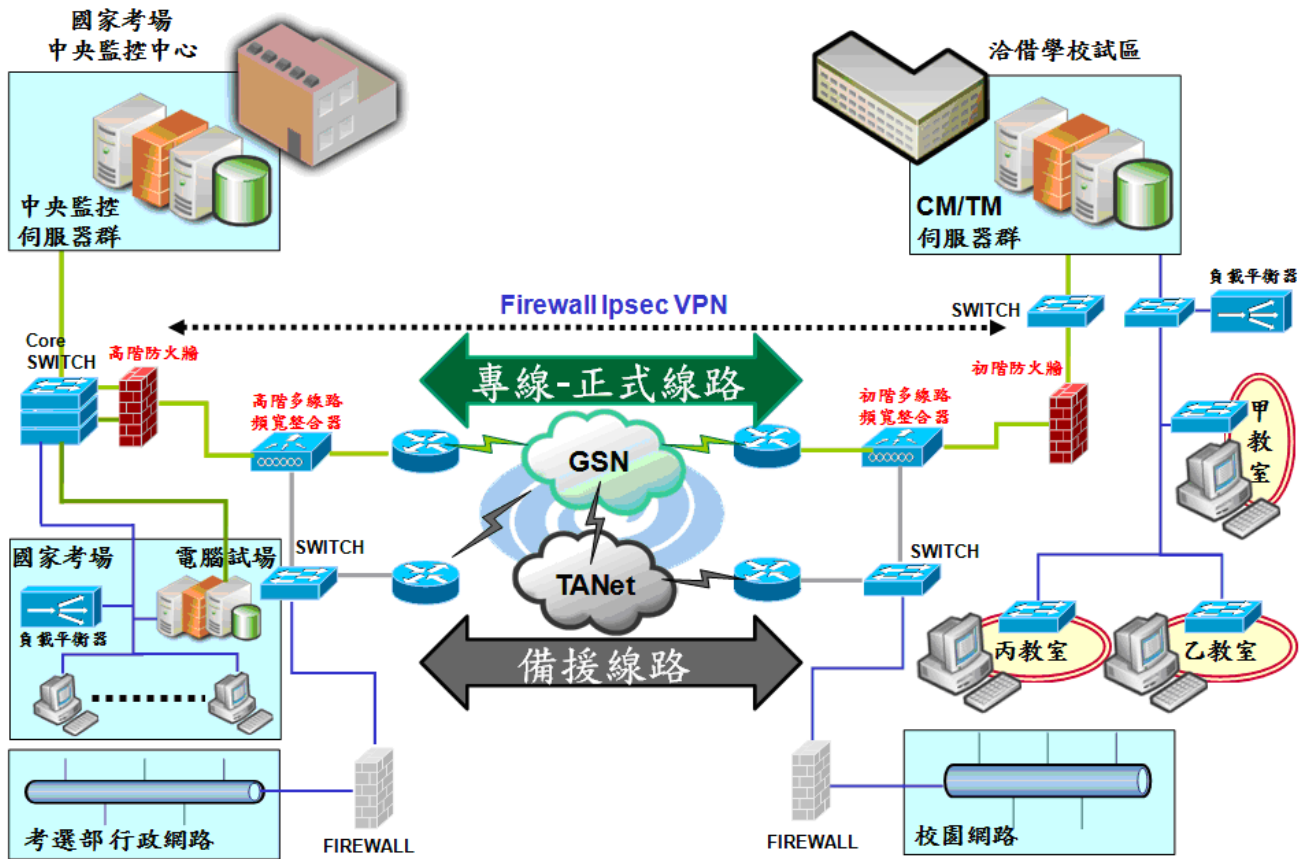 國家考場
中央監控中心
洽借學校試區
中央監控
伺服器群
CM/TM
伺服器群
負載平衡器
Firewall Ipsec VPN
SWITCH
Core
SWITCH
高階防火牆
專線-正式線路
初階防火牆
高階多線路
頻寬整合器
初階多線路
頻寬整合器
甲教室
GSN
國家考場
電腦試場
SWITCH
SWITCH
TANet
負載平衡器
備援線路
丙教室
乙教室
考選部行政網路
FIREWALL
FIREWALL
校園網路